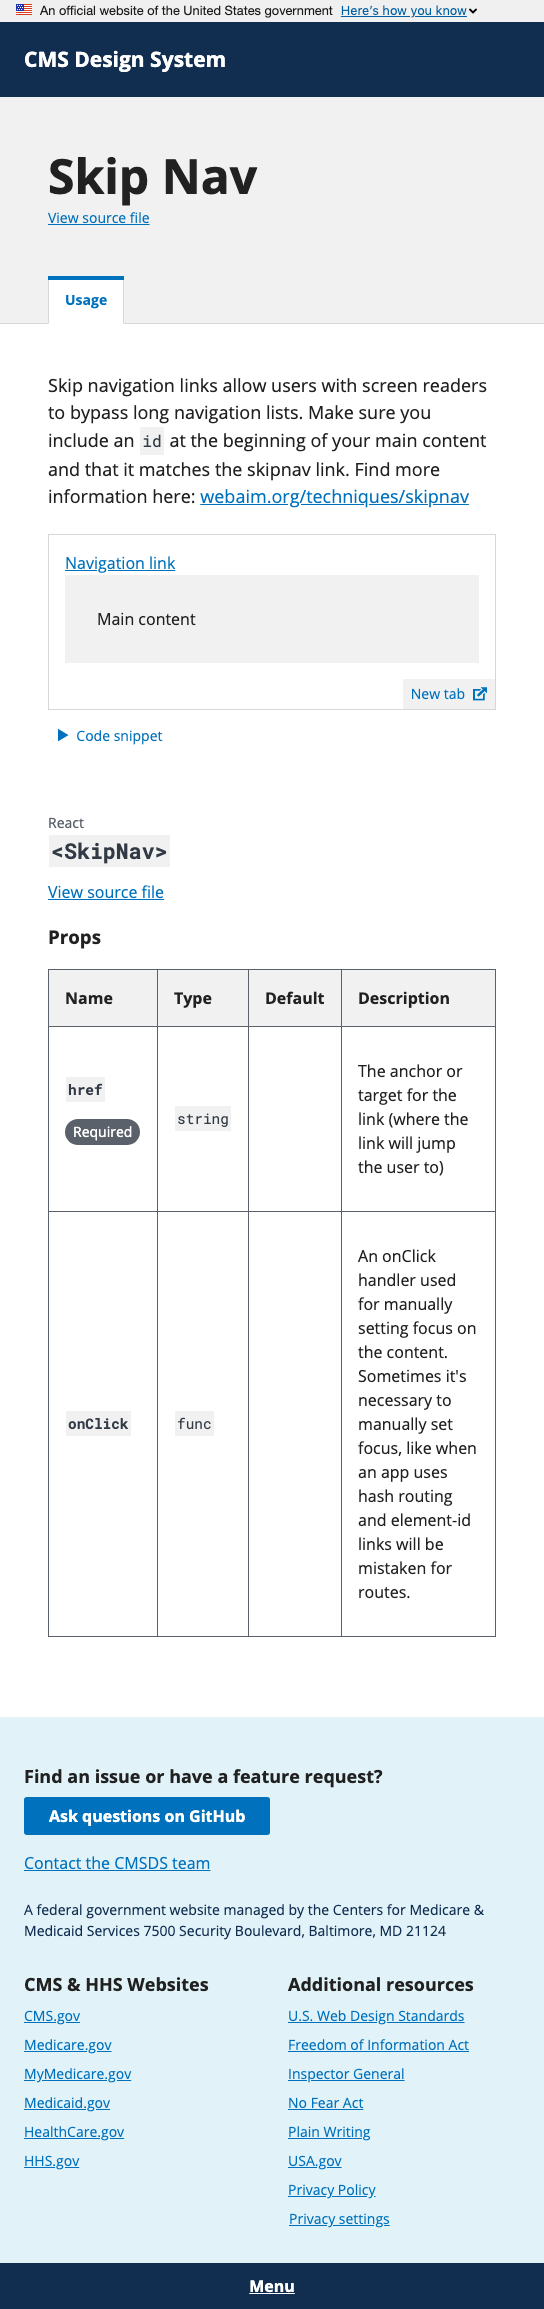 An official website of the United States government Here's how you know
CMS Design System
Skip Nav
View source file
Usage
Skip navigation links allow users with screen readers
to bypass long navigation lists. Make sure you
include an id at the beginning of your main content
and that it matches the skipnav link. Find more
information here: webaim.org/techniques/skipnav
Navigation link
Main content
New tab
Code snippet
React
<SkipNav>
View source file
Props
Name Type Default Description
href
Required
string
The anchor or
target for the
link (where the
link will jump
the user to)
onClick
func
An onClick
handler used
for manually
setting focus on
the content.
Sometimes it's
necessary to
manually set
focus, like when
an app uses
hash routing
and element-id
links will be
mistaken for
routes.
Find an issue or have a feature request?
Ask questions on GitHub
Contact the CMSDS team
A federal government website managed by the Centers for Medicare &
Medicaid Services 7500 Security Boulevard, Baltimore, MD 21124
CMS & HHS Websites
CMS.gov
Medicare.gov
MyMedicare.gov
Medicaid.gov
HealthCare.gov
HHS.gov
Additional resources
U.S. Web Design Standards
Freedom of Information Act
Inspector General
No Fear Act
Plain Writing
USA.gov
Privacy Policy
Privacy settings
Menu